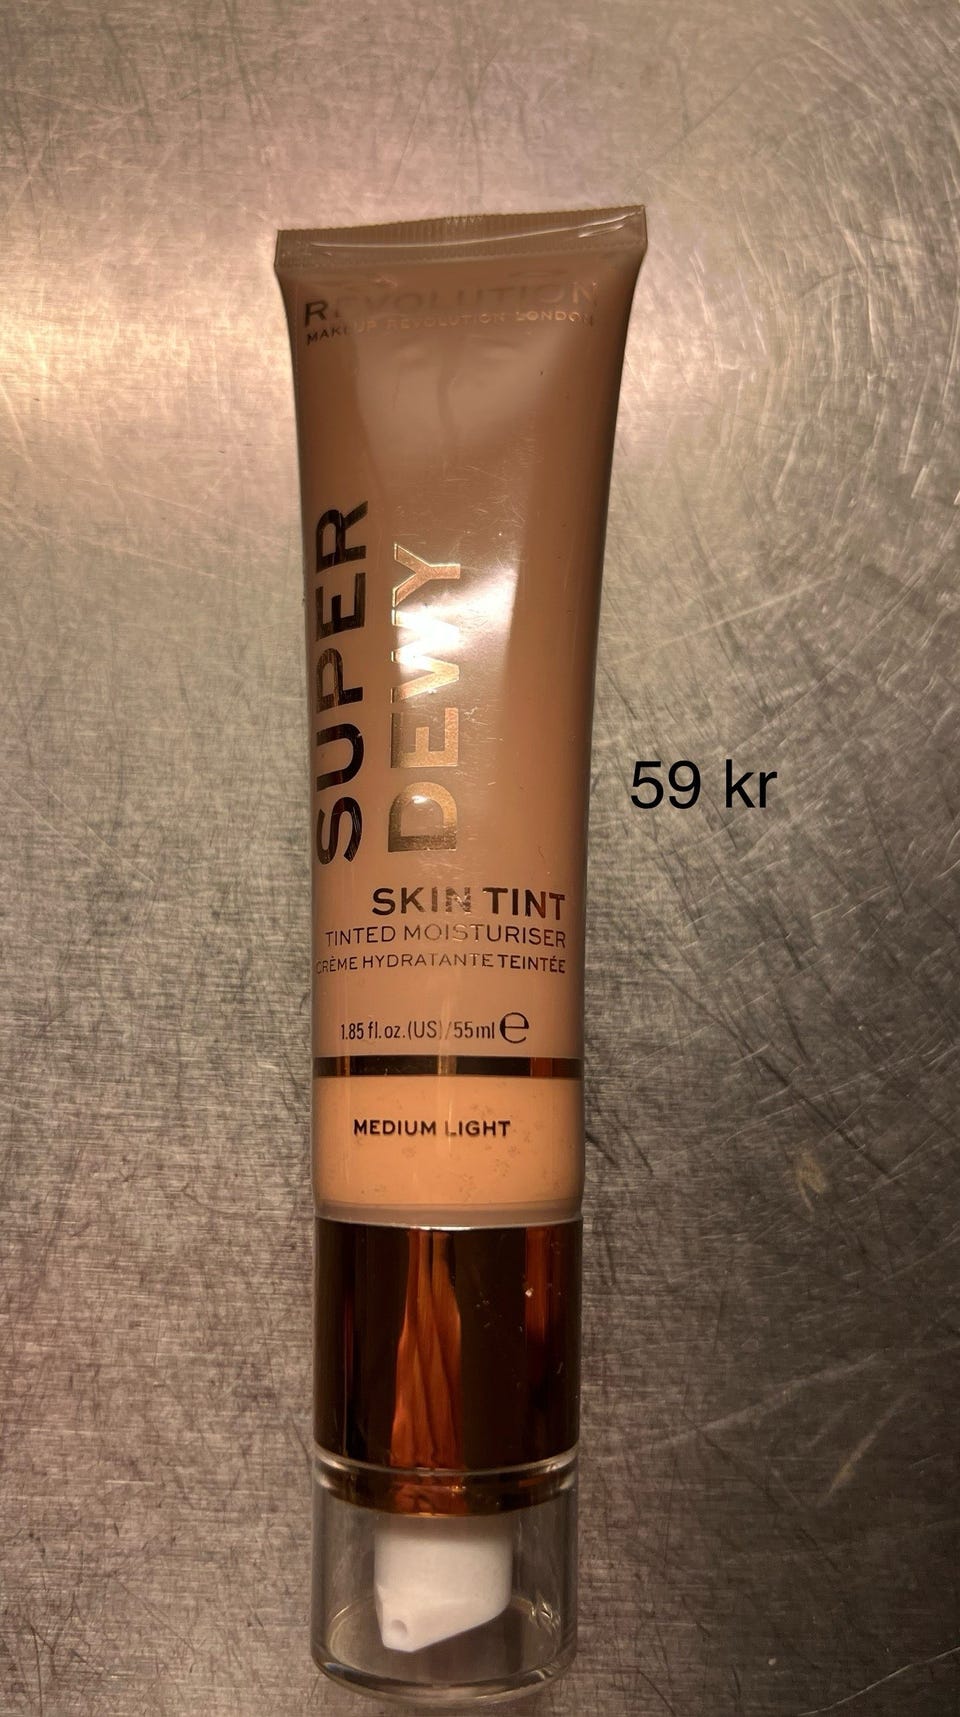 REVOLUTION
MAKEUP REVOLUTION LONDON
SUPER
DEWY
SKIN TINT
TINTED MOISTURISER
CRÈME HYDRATANTE TEINTÉE
1.85 fl. oz. (US)/55ml e
MEDIUM LIGHT
59 kr